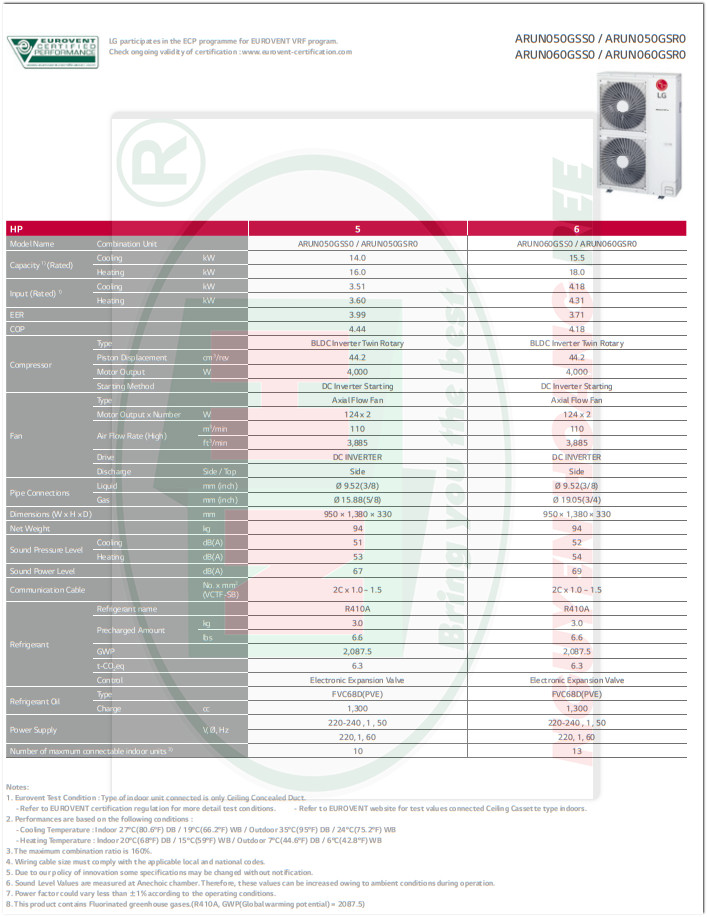 EUROVENT
CERTIFIED
PERFORMANCE
www.eurovent-certification.com
LG participates in the ECP programme for EUROVENT VRF program.
Check ongoing validity of certification : www.eurovent-certification.com
ARUN050GSS0 / ARUN050GSR0
ARUN060GSS0 / ARUN060GSR0
LG
®
Bring you the best
HP 5 6
Model Name Combination Unit ARUN050GSS0 / ARUN050GSR0 ARUN060GSS0 / ARUN060GSR0
Capacity ¹⁾ (Rated) Cooling kW 14.0 15.5
Heating kW 16.0 18.0
Input (Rated) ¹⁾ Cooling kW 3.51 4.18
Heating kW 3.60 4.31
EER 3.99 3.71
COP 4.44 4.18
Compressor Type BLDC Inverter Twin Rotary BLDC Inverter Twin Rotary
Piston Displacement cm³/rev 44.2 44.2
Motor Output W 4,000 4,000
Starting Method DC Inverter Starting DC Inverter Starting
Fan Type Axial Flow Fan Axial Flow Fan
Motor Output x Number W 124 x 2 124 x 2
Air Flow Rate (High) m³/min 110 110
ft³/min 3,885 3,885
Drive DC INVERTER DC INVERTER
Discharge Side / Top Side Side
Pipe Connections Liquid mm (inch) Ø 9.52(3/8) Ø 9.52(3/8)
Gas mm (inch) Ø 15.88(5/8) Ø 19.05(3/4)
Dimensions (W x H x D) mm 950 × 1,380 × 330 950 × 1,380 × 330
Net Weight kg 94 94
Sound Pressure Level Cooling dB(A) 51 52
Heating dB(A) 53 54
Sound Power Level dB(A) 67 69
Communication Cable No. x mm² (VCTF-SB) 2C x 1.0 – 1.5 2C x 1.0 – 1.5
Refrigerant Refrigerant name R410A R410A
Precharged Amount kg 3.0 3.0
lbs 6.6 6.6
GWP 2,087.5 2,087.5
t-CO₂eq 6.3 6.3
Control Electronic Expansion Valve Electronic Expansion Valve
Refrigerant Oil Type FVC68D(PVE) FVC68D(PVE)
Charge cc 1,300 1,300
Power Supply V, Ø, Hz 220-240 , 1 , 50 220-240 , 1 , 50
220, 1, 60 220, 1, 60
Number of maxmum connectable indoor units ³⁾ 10 13
Notes:
1. Eurovent Test Condition : Type of indoor unit connected is only Ceiling Concealed Duct.
- Refer to EUROVENT certification regulation for more detail test conditions. - Refer to EUROVENT website for test values connected Ceiling Cassette type indoors.
2. Performances are based on the following conditions :
- Cooling Temperature : Indoor 27°C(80.6°F) DB / 19°C(66.2°F) WB / Outdoor 35°C(95°F) DB / 24°C(75.2°F) WB
- Heating Temperature : Indoor 20°C(68°F) DB / 15°C(59°F) WB / Outdoor 7°C(44.6°F) DB / 6°C(42.8°F) WB
3. The maximum combination ratio is 160%.
4. Wiring cable size must comply with the applicable local and national codes.
5. Due to our policy of innovation some specifications may be changed without notification.
6. Sound Level Values are measured at Anechoic chamber. Therefore, these values can be increased owing to ambient conditions during operation.
7. Power factor could vary less than ±1% according to the operating conditions.
8. This product contains Fluorinated greenhouse gases.(R410A, GWP(Global warming potential) = 2087.5)